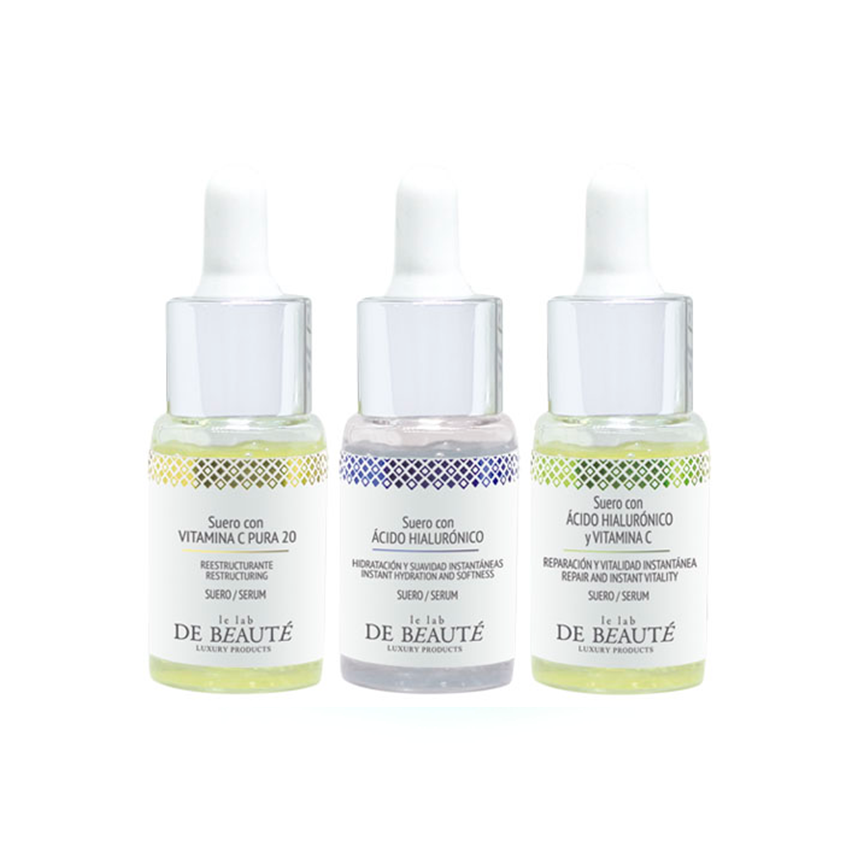 Suero con
VITAMINA C PURA 20
REESTRUCTURANTE
RESTRUCTURING
SUERO / SERUM
le lab
DE BEAUTÉ
LUXURY PRODUCTS
Suero con
ÁCIDO HIALURÓNICO
HIDRATACIÓN Y SUAVIDAD INSTANTÁNEAS
INSTANT HYDRATION AND SOFTNESS
SUERO / SERUM
le lab
DE BEAUTÉ
LUXURY PRODUCTS
Suero con
ÁCIDO HIALURÓNICO
y VITAMINA C
REPARACIÓN Y VITALIDAD INSTANTÁNEA
REPAIR AND INSTANT VITALITY
SUERO / SERUM
le lab
DE BEAUTÉ
LUXURY PRODUCTS